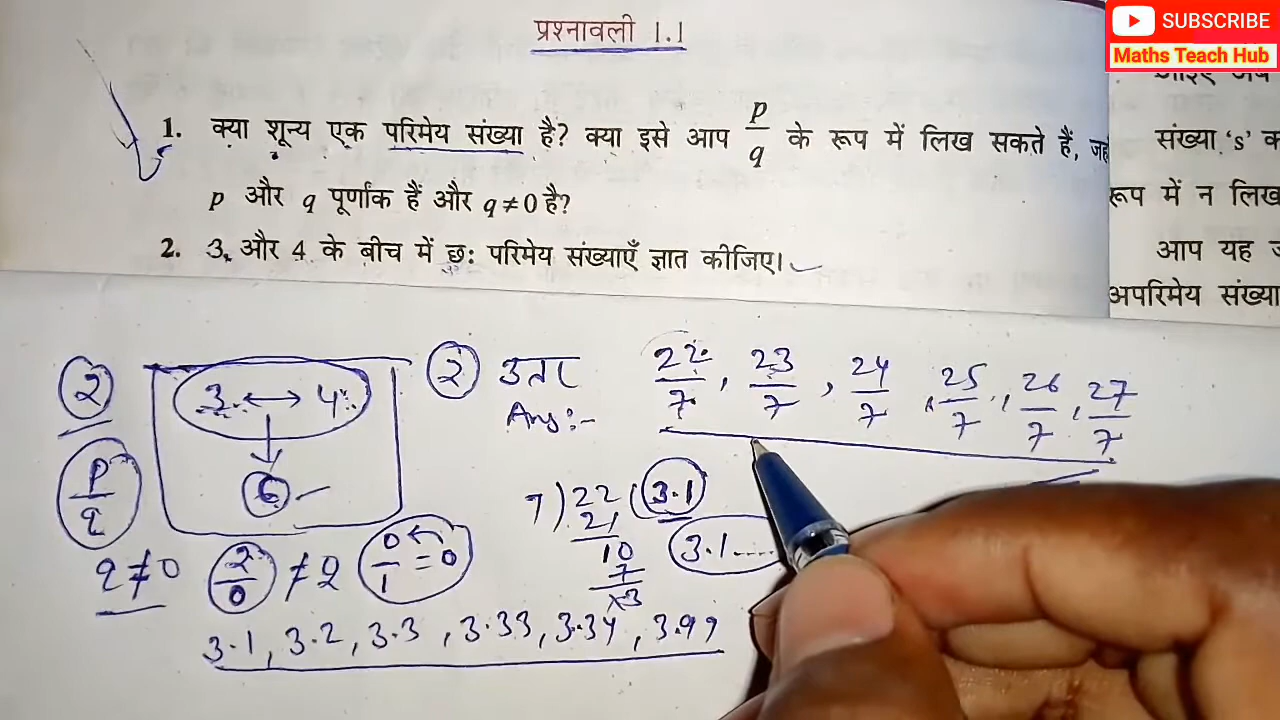 SUBSCRIBE
Maths Teach Hub
प्रश्नावली 1.1
1. क्या शून्य एक परिमेय संख्या है? क्या इसे आप p/q के रूप में लिख सकते हैं,
p और q पूर्णांक हैं और q ≠ 0 है?
2. 3 और 4 के बीच में छः परिमेय संख्याएँ ज्ञात कीजिए।
संख्या ‘s’
रूप में न
आप यह
अपरिमेय संख्या
2
3 ↔ 4
6
p/q
q ≠ 0
2/0 ≠ 2
0/1 = 0
2 उतर
Ans:-
22/7, 23/7, 24/7, 25/7, 26/7, 27/7
7) 22 (3.1
21
10
7
×3
3.1....
3.1, 3.2, 3.3, 3.33, 3.34, 3.99